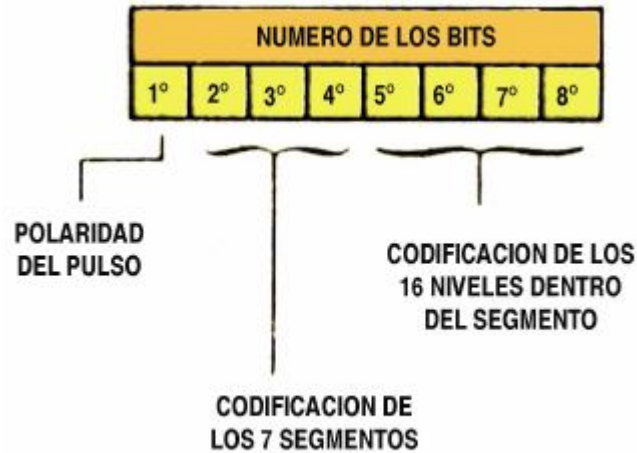 NUMERO DE LOS BITS
1° 2° 3° 4° 5° 6° 7° 8°
POLARIDAD
DEL PULSO
CODIFICACION DE LOS
16 NIVELES DENTRO
DEL SEGMENTO
CODIFICACION DE
LOS 7 SEGMENTOS